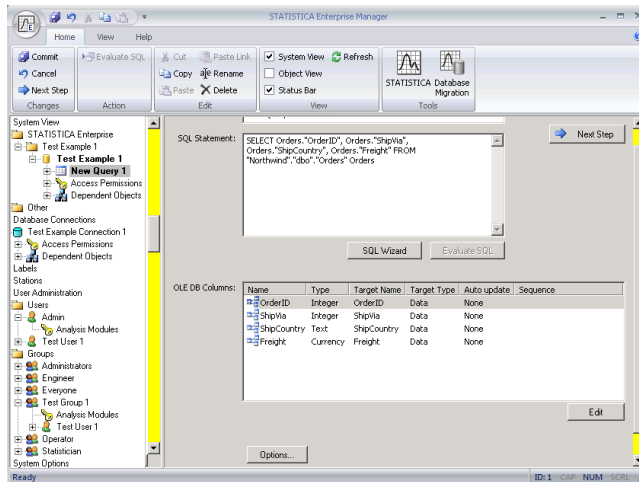 STATISTICA Enterprise Manager
Home View Help
Commit
Cancel
Next Step
Changes
Evaluate SQL
Action
Cut
Paste Link
Copy
Rename
Paste
Delete
Edit
System View
Refresh
Object View
Status Bar
View
STATISTICA
Database Migration
Tools
System View
STATISTICA Enterprise
Test Example 1
Test Example 1
New Query 1
Access Permissions
Dependent Objects
Other
Database Connections
Test Example Connection 1
Access Permissions
Dependent Objects
Labels
Stations
User Administration
Users
Admin
Analysis Modules
Test User 1
Groups
Administrators
Engineer
Everyone
Test Group 1
Analysis Modules
Test User 1
Operator
Statistician
System Options
SQL Statement:
SELECT Orders."OrderID", Orders."ShipVia",
Orders."ShipCountry", Orders."Freight" FROM
"Northwind"."dbo"."Orders" Orders
Next Step
SQL Wizard
Evaluate SQL
OLE DB Columns:
Name Type Target Name Target Type Auto update Sequence
OrderID Integer OrderID Data None
ShipVia Integer ShipVia Data None
ShipCountry Text ShipCountry Data None
Freight Currency Freight Data None
Edit
Options...
Ready
ID: 1 CAP NUM SCRL